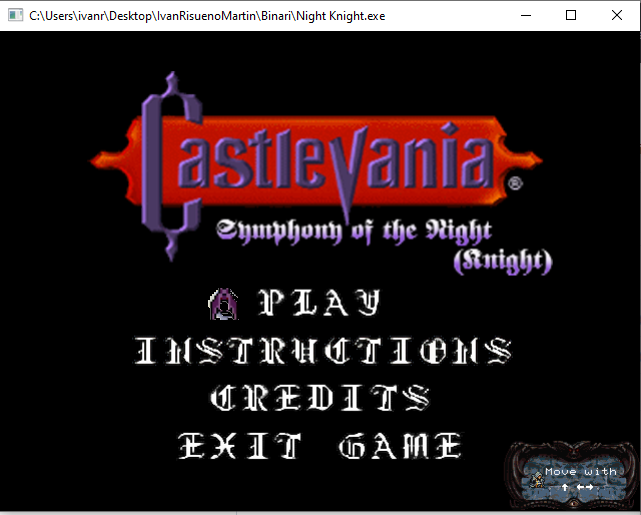 C:\Users\ivanr\Desktop\IvanRisuenoMartin\Binari\Night Knight.exe
Castlevania®
Symphony of the Night
(Knight)
PLAY
INSTRUCTIONS
CREDITS
EXIT GAME
Move with
↑ ←→